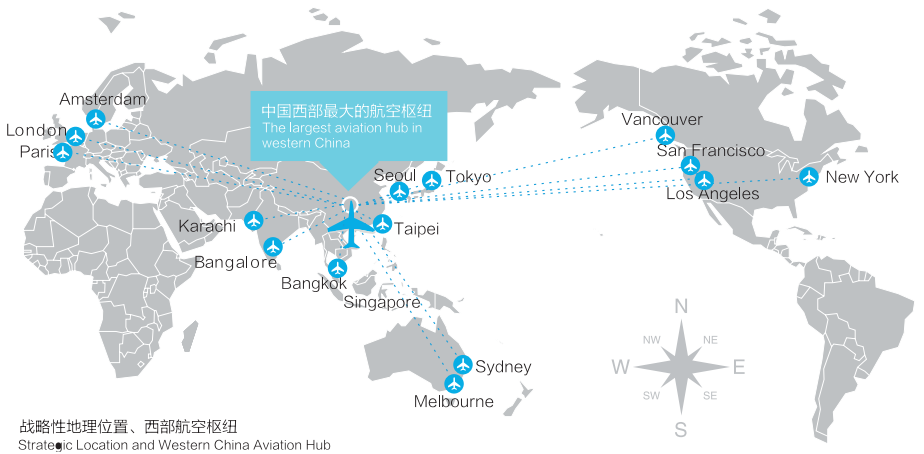 Amsterdam
London
Paris
中国西部最大的航空枢纽
The largest aviation hub in
western China
Vancouver
San Francisco
Los Angeles
New York
Seoul
Tokyo
Karachi
Taipei
Bangalore
Bangkok
Singapore
Sydney
Melbourne
N
NW
NE
W
E
SW
SE
S
战略性地理位置、西部航空枢纽
Strategic Location and Western China Aviation Hub